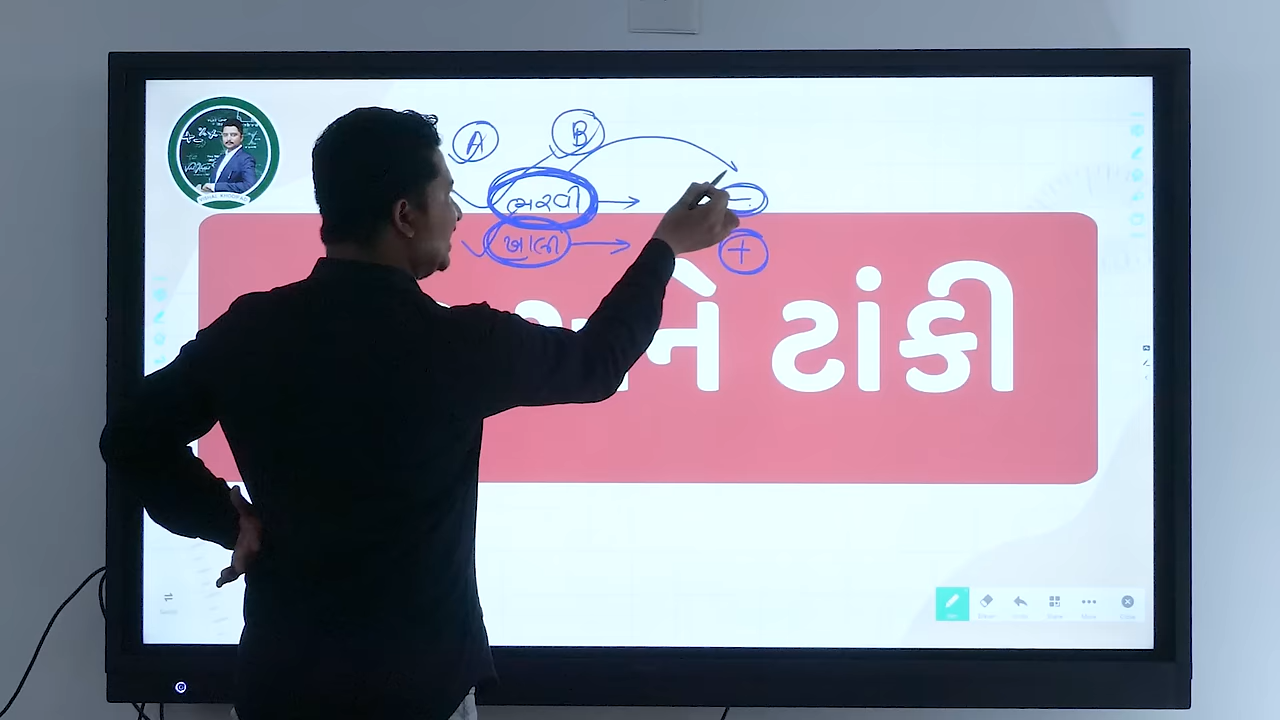 A B
ભરવી → −
ખાલી → +
ને ટાંકી